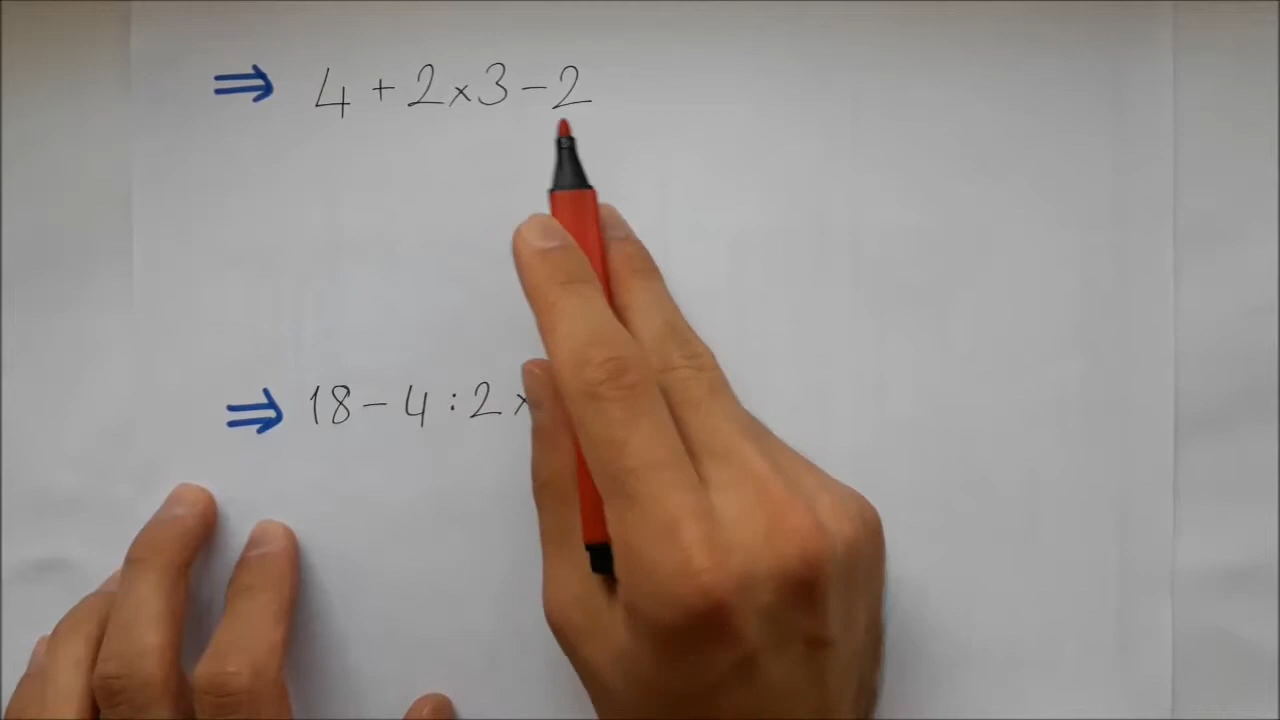 ⇒ 4 + 2 × 3 − 2
⇒ 18 − 4 : 2 ×